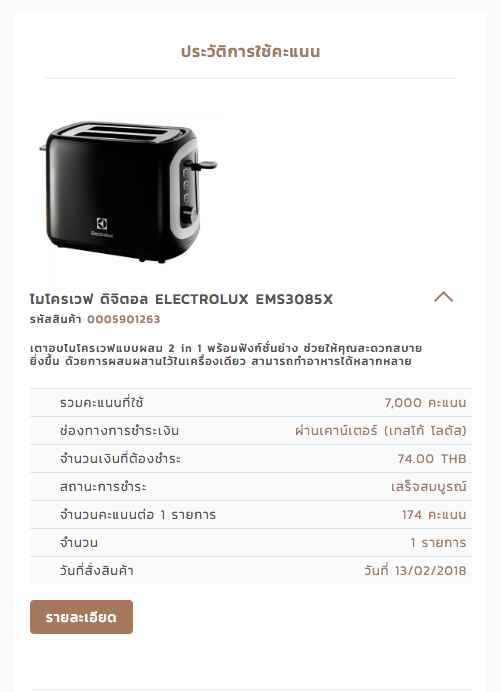 ประวัติการใช้คะแนน
Electrolux
ไมโครเวฟ ดิจิตอล ELECTROLUX EMS3085X
รหัสสินค้า 0005901263
เตาอบไมโครเวฟแบบผสม 2 in 1 พร้อมฟังก์ชั่นย่าง ช่วยให้คุณสะดวกสบาย
ยิ่งขึ้น ด้วยการผสมผสานไว้ในเครื่องเดียว สามารถทำอาหารได้หลากหลาย
รวมคะแนนที่ใช้ 7,000 คะแนน
ช่องทางการชำระเงิน ผ่านเคาน์เตอร์ (เทสโก้ โลตัส)
จำนวนเงินที่ต้องชำระ 74.00 THB
สถานะการชำระ เสร็จสมบูรณ์
จำนวนคะแนนต่อ 1 รายการ 174 คะแนน
จำนวน 1 รายการ
วันที่สั่งสินค้า วันที่ 13/02/2018
รายละเอียด